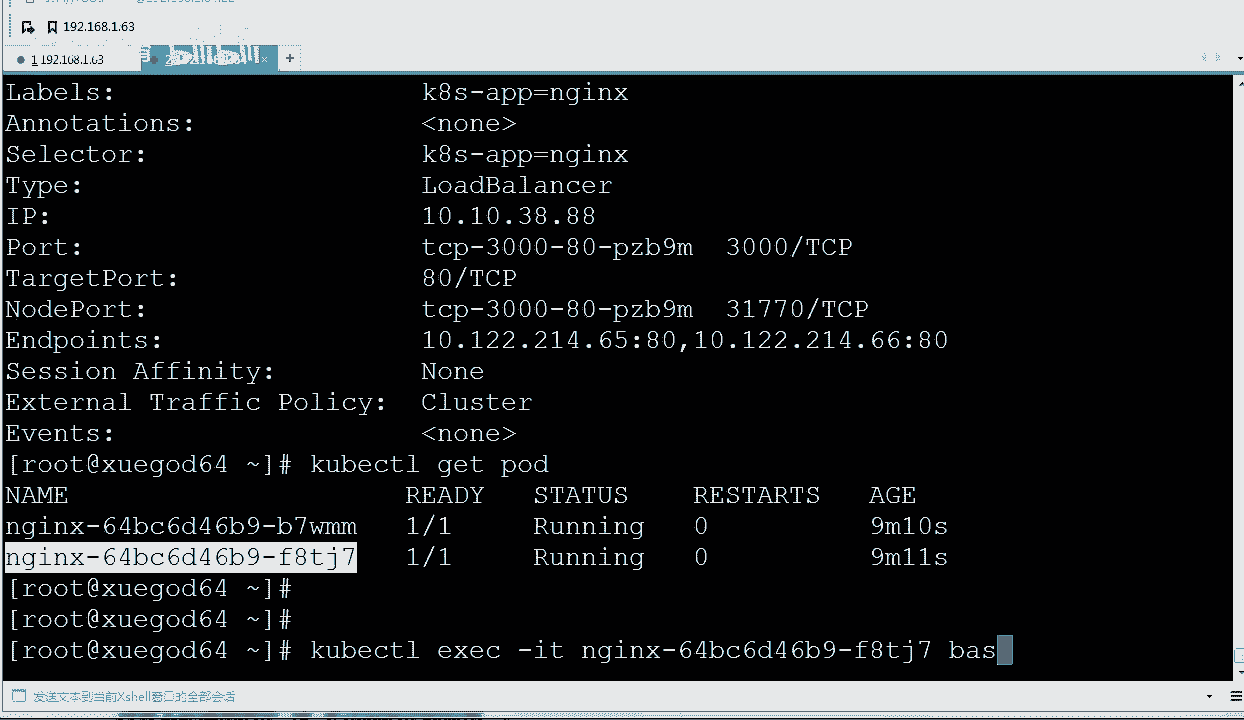 192.168.1.63
1 192.168.1.63
+
Labels: k8s-app=nginx
Annotations: <none>
Selector: k8s-app=nginx
Type: LoadBalancer
IP: 10.10.38.88
Port: tcp-3000-80-pzb9m 3000/TCP
TargetPort: 80/TCP
NodePort: tcp-3000-80-pzb9m 31770/TCP
Endpoints: 10.122.214.65:80,10.122.214.66:80
Session Affinity: None
External Traffic Policy: Cluster
Events: <none>
[root@xuegod64 ~]# kubectl get pod
NAME READY STATUS RESTARTS AGE
nginx-64bc6d46b9-b7wmm 1/1 Running 0 9m10s
nginx-64bc6d46b9-f8tj7 1/1 Running 0 9m11s
[root@xuegod64 ~]#
[root@xuegod64 ~]#
[root@xuegod64 ~]# kubectl exec -it nginx-64bc6d46b9-f8tj7 bas
发送文本到当前Xshell窗口的全部会话